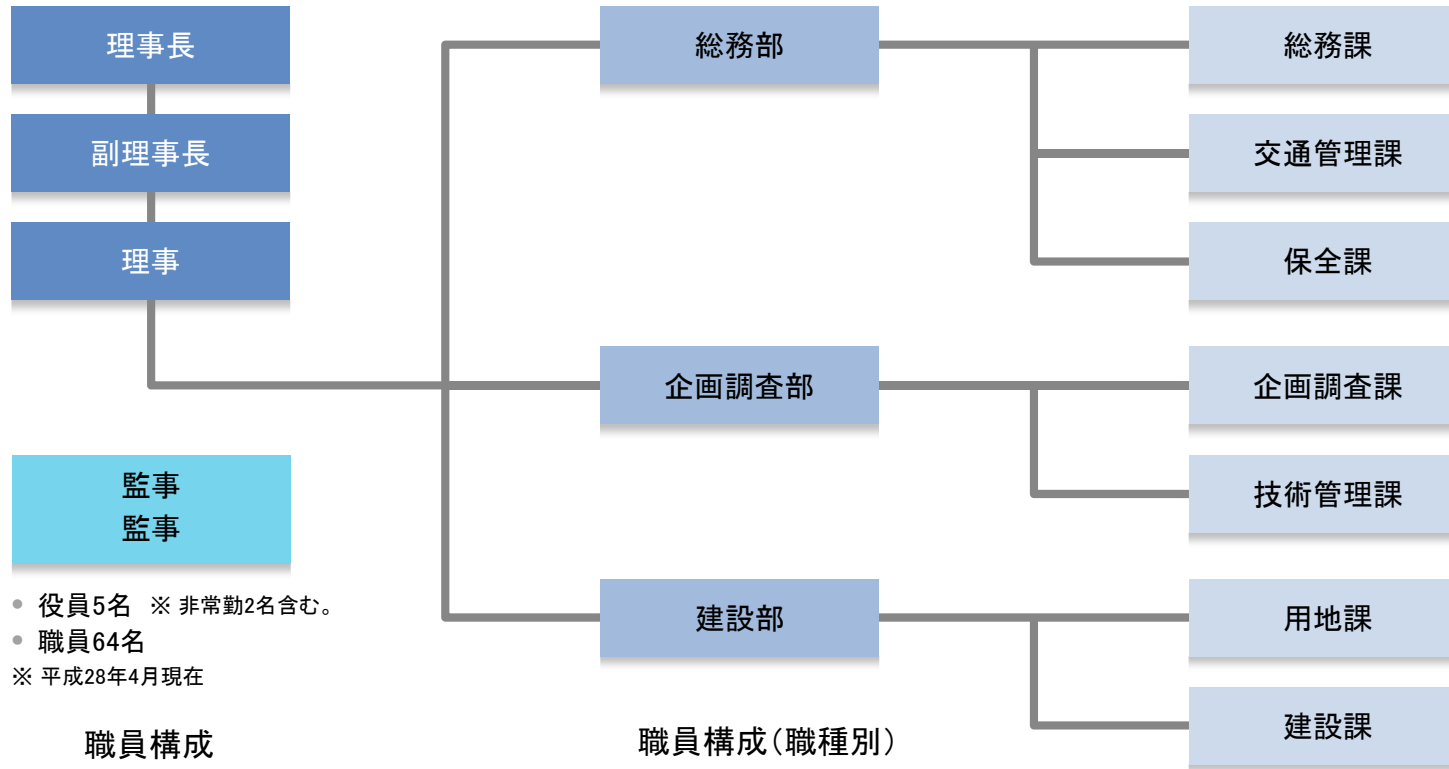 理事長
副理事長
理事
監事
監事
• 役員5名 ※ 非常勤2名含む。
• 職員64名
※ 平成28年4月現在
職員構成
総務部
企画調査部
建設部
職員構成(職種別)
総務課
交通管理課
保全課
企画調査課
技術管理課
用地課
建設課